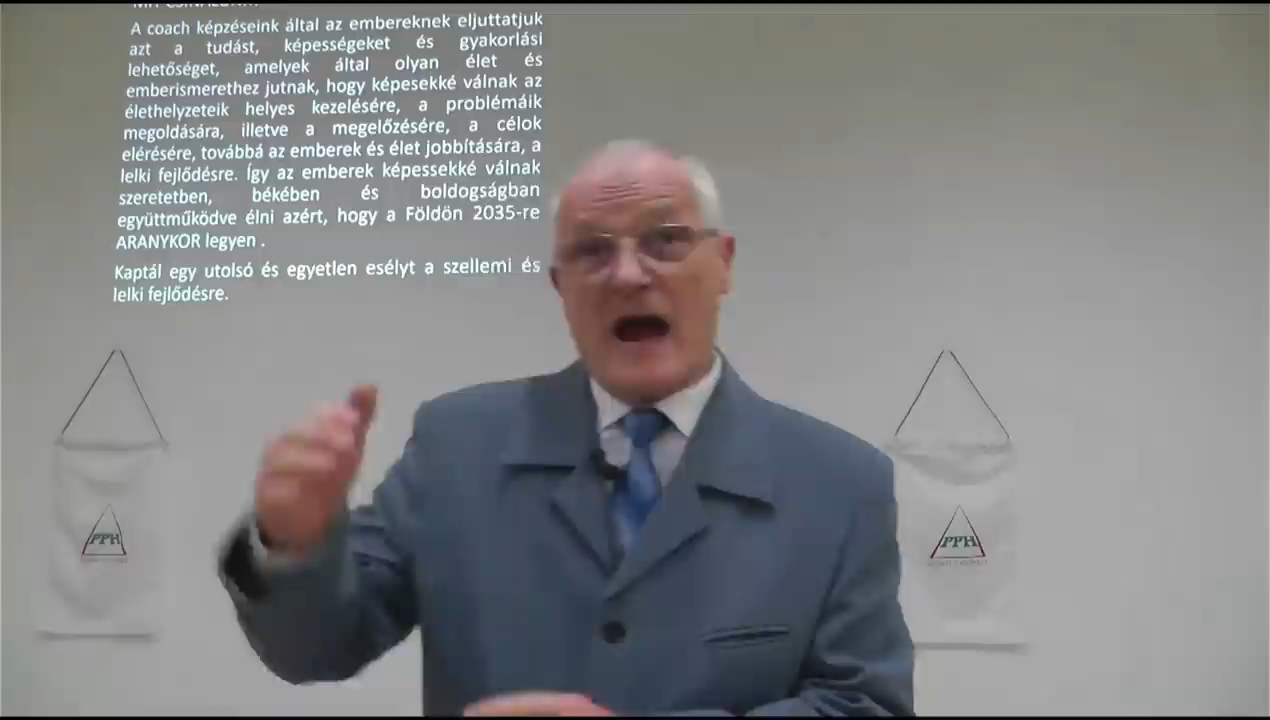 MIT CSINÁLUNK
A coach képzéseink által az embereknek eljuttatjuk
azt a tudást, képességeket és gyakorlási
lehetőséget, amelyek által olyan élet és
emberismerethez jutnak, hogy képesekké válnak az
élethelyzeteik helyes kezelésére, a problémáik
megoldására, illetve a megelőzésére, a célok
elérésére, továbbá az emberek és élet jobbítására, a
lelki fejlődésre. Így az emberek képessekké válnak
szeretetben, békében és boldogságban
együttműködve élni azért, hogy a Földön 2035-re
ARANYKOR legyen .
Kaptál egy utolsó és egyetlen esélyt a szellemi és
lelki fejlődésre.
PPH
PPH